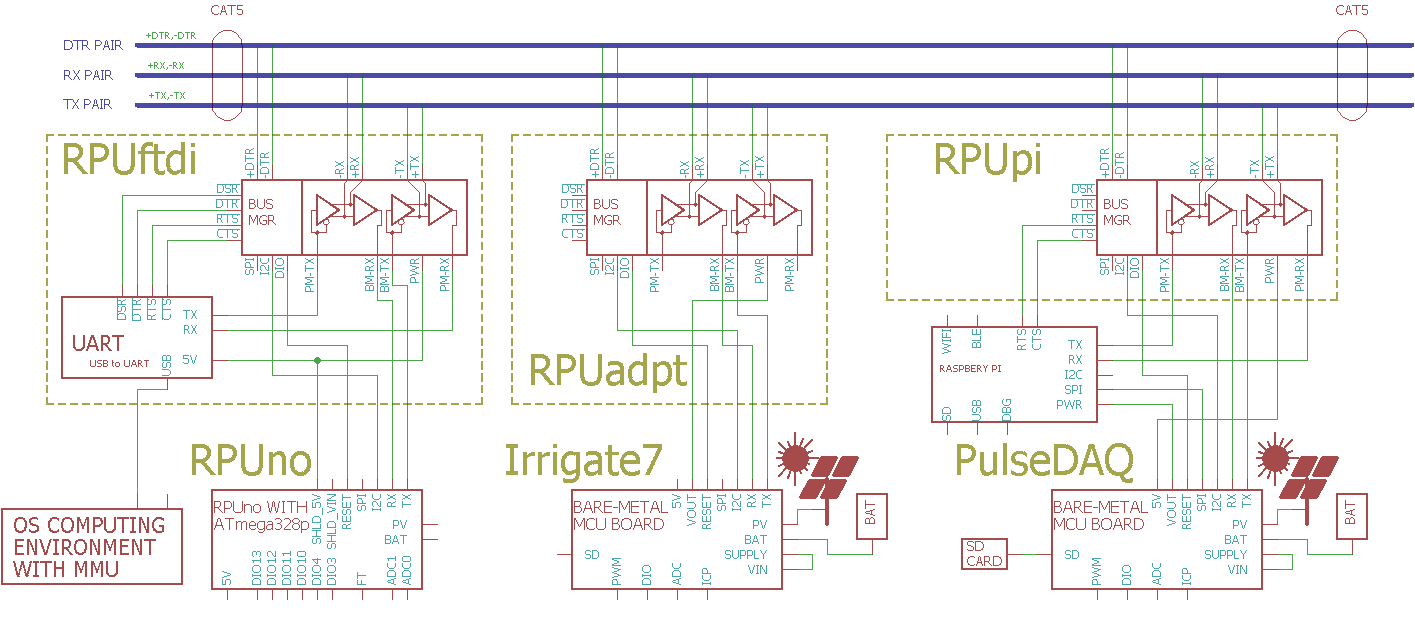 CAT5
CAT5
DTR PAIR
+DTR,-DTR
RX PAIR
+RX,-RX
TX PAIR
+TX,-TX
RPUftdi
+DTR
-DTR
-RX
+RX
-TX
+TX
DSR
DTR
RTS
CTS
BUS
MGR
SPI
I2C
DIO
PM-TX
BM-RX
BM-TX
PWR
PM-RX
DSR
DTR
RTS
CTS
TX
RX
5V
UART
USB to UART
USB
+DTR
-DTR
-RX
+RX
-TX
+TX
DSR
DTR
RTS
CTS
BUS
MGR
SPI
I2C
DIO
PM-TX
BM-RX
BM-TX
PWR
PM-RX
RPUadpt
RPUpi
+DTR
-DTR
-RX
+RX
-TX
+TX
DSR
DTR
RTS
CTS
BUS
MGR
SPI
I2C
DIO
PM-TX
BM-RX
BM-TX
PWR
PM-RX
WIFI
BLE
RTS
CTS
TX
RX
I2C
SPI
PWR
RASPBERY PI
SD
USB
DBG
RPUno
OS COMPUTING
ENVIRONMENT
WITH MMU
RPUno WITH
ATmega328p
SHLD_5V
SHLD_VIN
RESET
SPI
I2C
RX
TX
PV
BAT
5V
DIO13
DIO12
DIO11
DIO10
DIO4
DIO3
FT
ADC1
ADC0
Irrigate7
BARE-METAL
MCU BOARD
5V
VOUT
RESET
SPI
I2C
RX
TX
PV
BAT
SUPPLY
VIN
SD
PWM
DIO
ADC
ICP
BAT
PulseDAQ
SD
CARD
BARE-METAL
MCU BOARD
5V
VOUT
RESET
SPI
I2C
RX
TX
PV
BAT
SUPPLY
VIN
SD
PWM
DIO
ADC
ICP
BAT